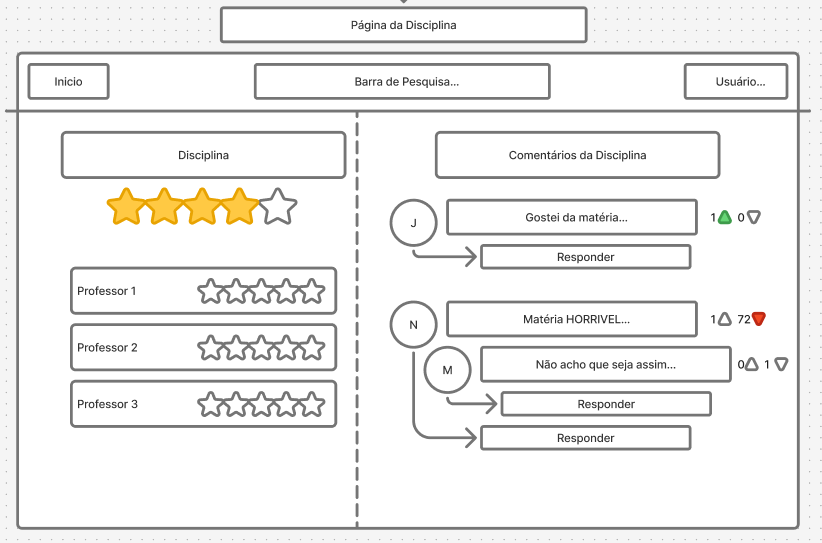 Página da Disciplina
Inicio
Barra de Pesquisa...
Usuário...
Disciplina
Professor 1
Professor 2
Professor 3
Comentários da Disciplina
J
Gostei da matéria...
1 0
Responder
N
Matéria HORRIVEL...
1 72
M
Não acho que seja assim...
0 1
Responder
Responder